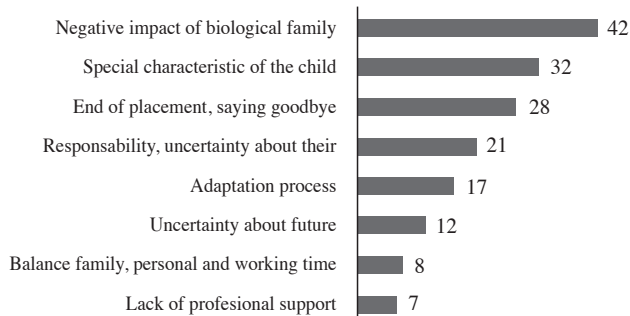 Negative impact of biological family 42
Special characteristic of the child 32
End of placement, saying goodbye 28
Responsability, uncertainty about their 21
Adaptation process 17
Uncertainty about future 12
Balance family, personal and working time 8
Lack of profesional support 7